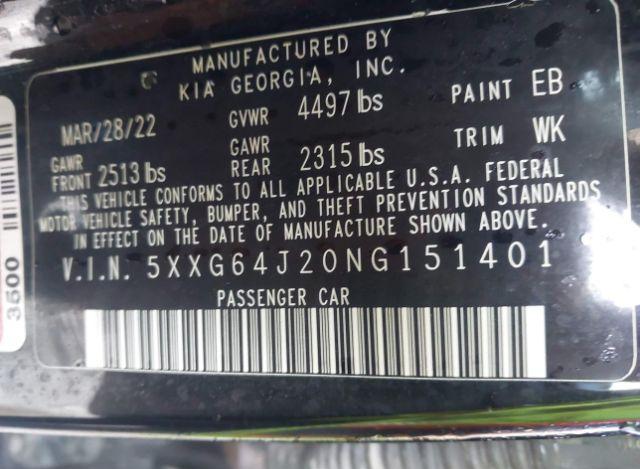 MANUFACTURED BY
KIA GEORGIA, INC.
MAR/28/22 GVWR 4497 lbs PAINT EB
GAWR FRONT 2513 lbs GAWR REAR 2315 lbs TRIM WK
THIS VEHICLE CONFORMS TO ALL APPLICABLE U.S.A. FEDERAL
MOTOR VEHICLE SAFETY, BUMPER, AND THEFT PREVENTION STANDARDS
IN EFFECT ON THE DATE OF MANUFACTURE SHOWN ABOVE.
V.I.N. 5XXG64J20NG151401
PASSENGER CAR
3500